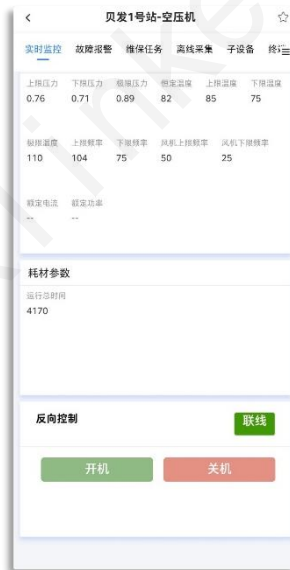 贝发1号站-空压机
实时监控 故障报警 维保任务 离线采集 子设备
上限压力 下限压力 极限压力 恒定温度 上限温度 下限温度
0.76 0.71 0.89 82 85 75
极限温度 上限频率 下限频率 风机上限频率 风机下限频率
110 104 75 50 25
额定电流 额定功率
-- --
耗材参数
运行总时间
4170
反向控制 联线
开机 关机